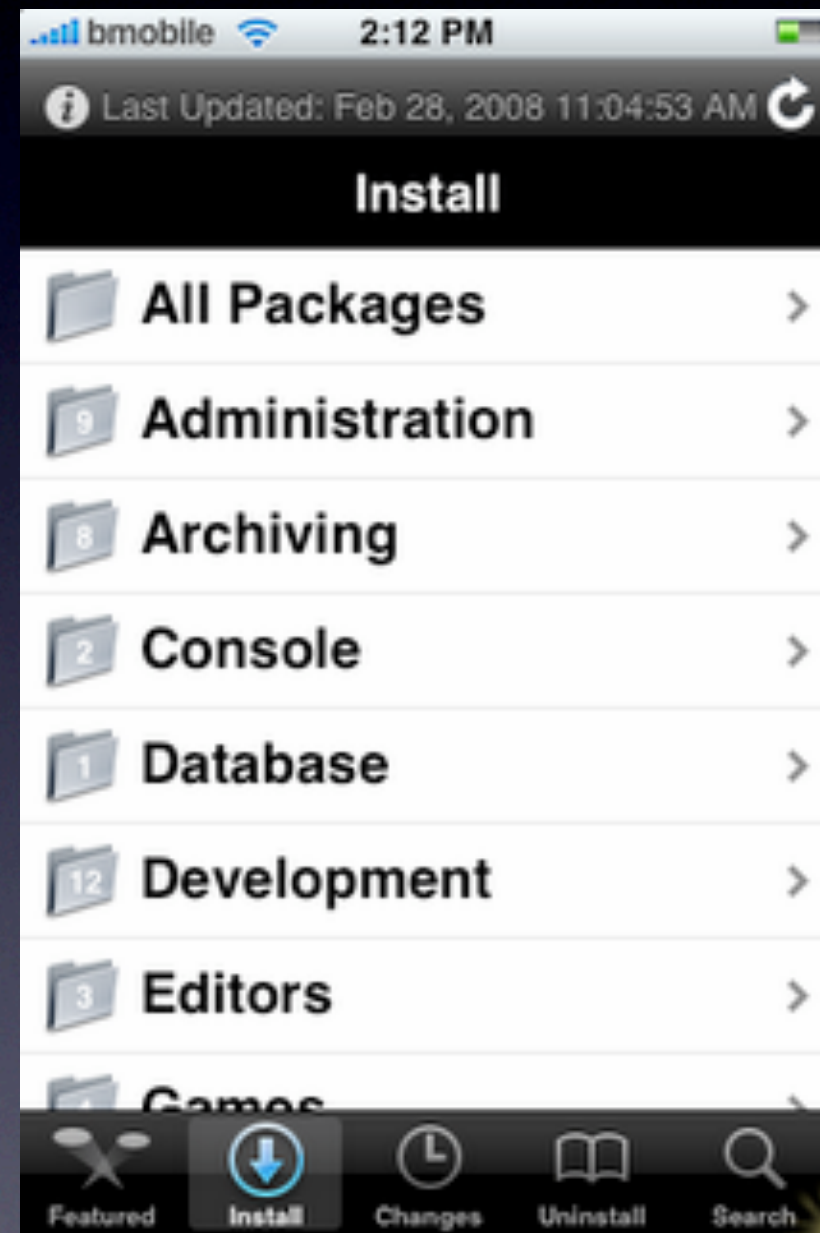 bmobile 2:12 PM
Last Updated: Feb 28, 2008 11:04:53 AM
Install
All Packages
9 Administration
8 Archiving
2 Console
1 Database
12 Development
3 Editors
Games
Featured Install Changes Uninstall Search